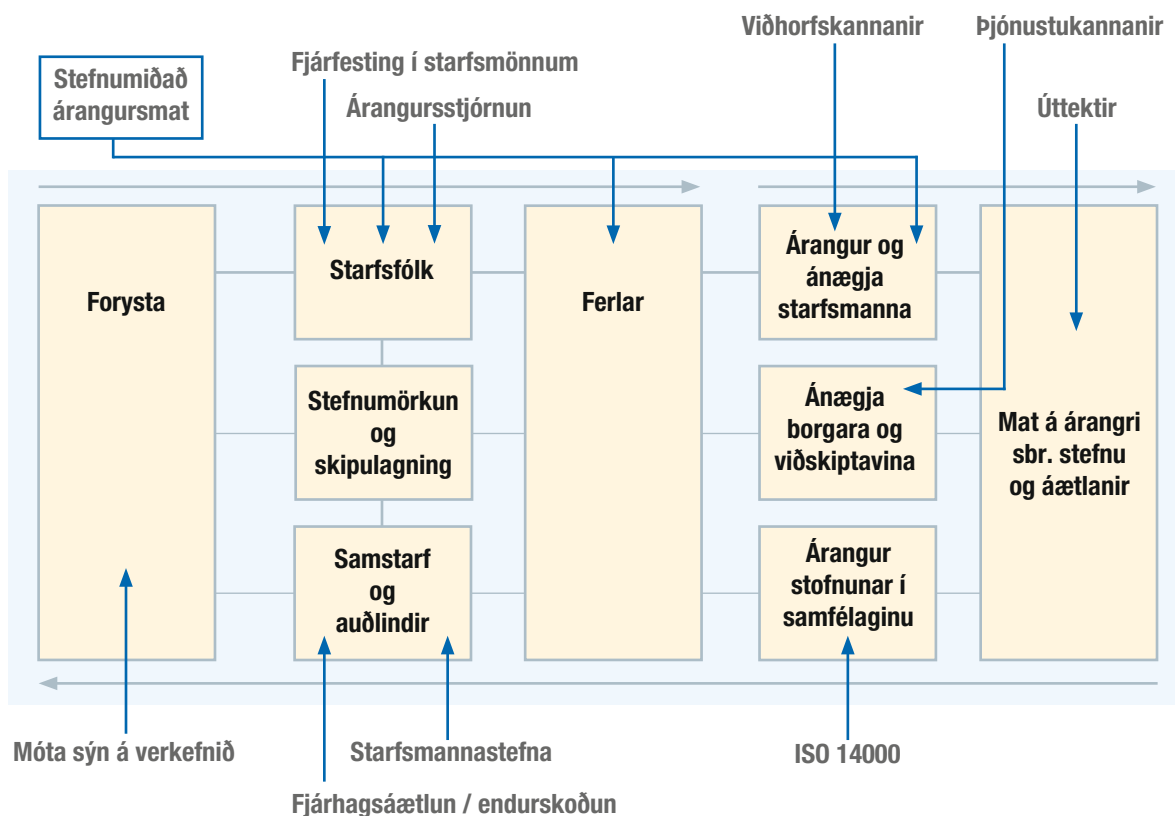 Viðhorfskannanir
Þjónustukannanir
Fjárfesting í starfsmönnum
Stefnumiðað
árangursmat
Árangursstjórnun
Úttektir
Forysta
Starfsfólk
Ferlar
Árangur og
ánægja
starfsmanna
Stefnumörkun
og
skipulagning
Ánægja
borgara og
viðskiptavina
Mat á árangri
sbr. stefnu
og áætlanir
Samstarf
og
auðlindir
Árangur
stofnunar í
samfélaginu
Móta sýn á verkefnið
Starfsmannastefna
ISO 14000
Fjárhagsáætlun / endurskoðun